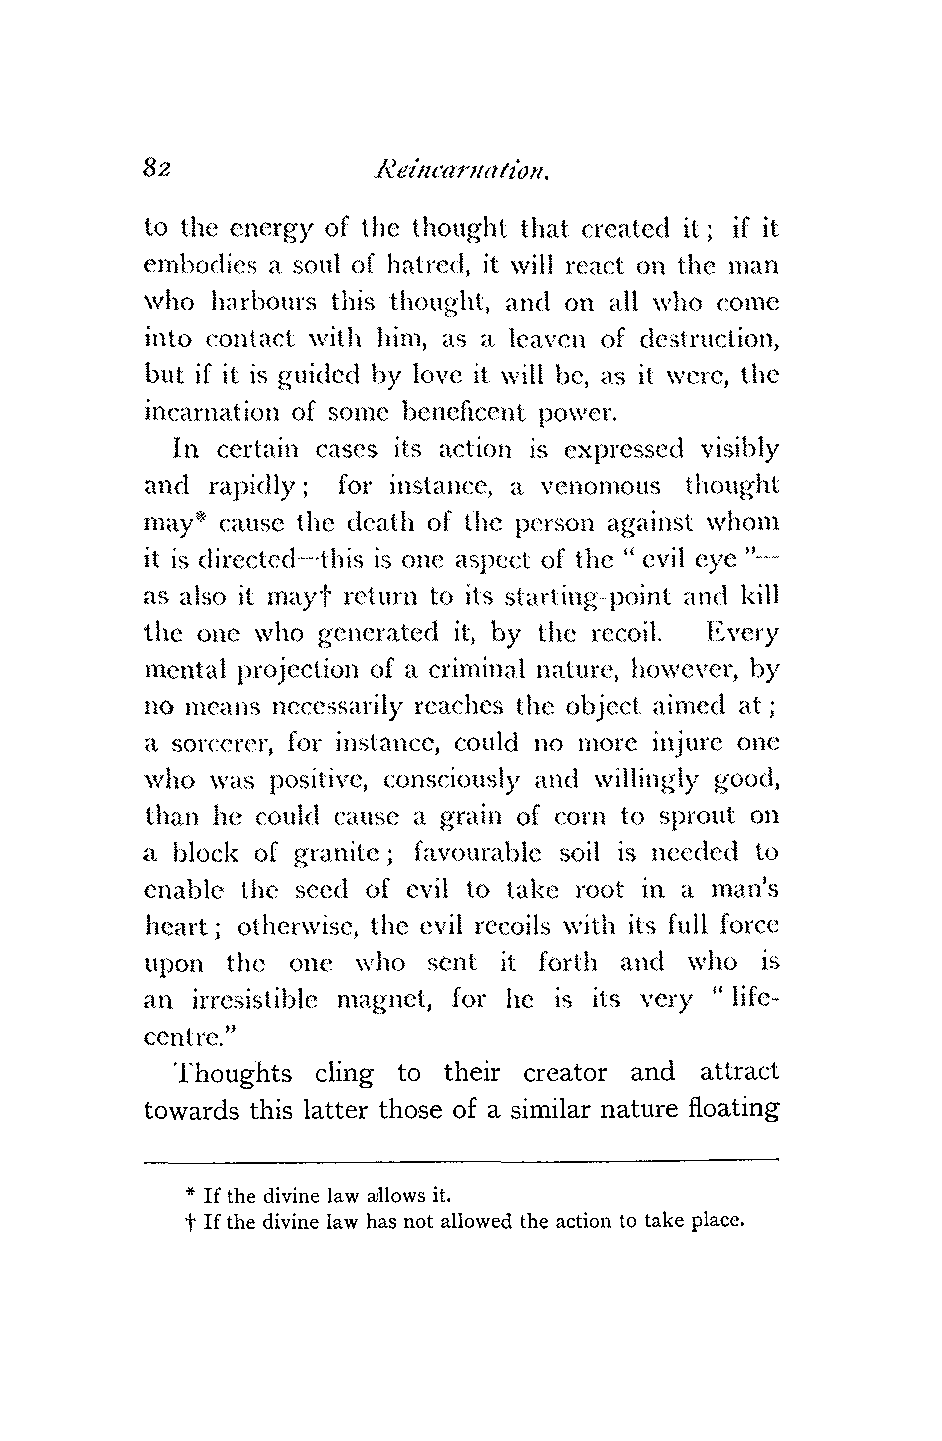 82 Reincarnation.
to the energy of the thought that created it ; if it
embodies a soul of hatred, it will react on the man
who harbours this thought, and on all who come
into contact with him, as a leaven of destruction,
but if it is guided by love it will be, as it were, the
incarnation of some beneficent power.
In certain cases its action is expressed visibly
and rapidly ; for instance, a venomous thought
may* cause the death of the person against whom
it is directed—this is one aspect of the “ evil eye ”—
as also it may† return to its starting-point and kill
the one who generated it, by the recoil. Every
mental projection of a criminal nature, however, by
no means necessarily reaches the object aimed at ;
a sorcerer, for instance, could no more injure one
who was positive, consciously and willingly good,
than he could cause a grain of corn to sprout on
a block of granite ; favourable soil is needed to
enable the seed of evil to take root in a man's
heart ; otherwise, the evil recoils with its full force
upon the one who sent it forth and who is
an irresistible magnet, for he is its very “ life-
centre.”
Thoughts cling to their creator and attract
towards this latter those of a similar nature floating
* If the divine law allows it.
† If the divine law has not allowed the action to take place.